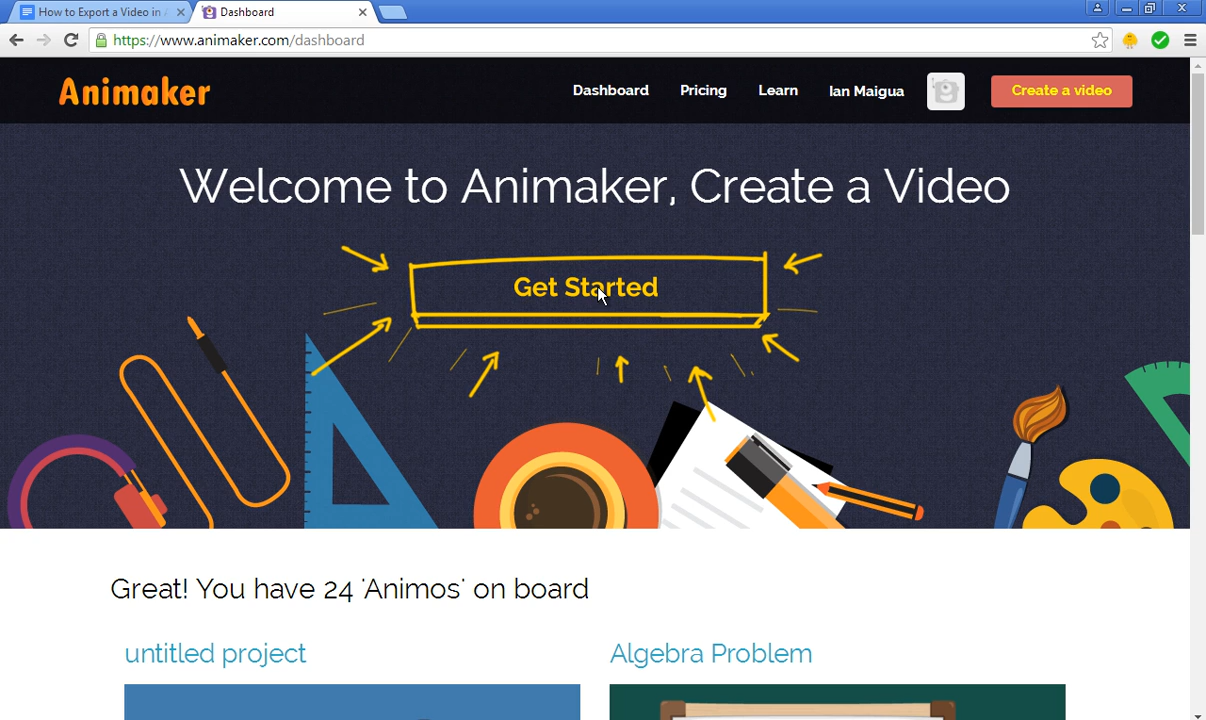 How to Export a Video in
Dashboard
https://www.animaker.com/dashboard
Animaker
Dashboard Pricing Learn Ian Maigua Create a video
Welcome to Animaker, Create a Video
Get Started
Great! You have 24 'Animos' on board
untitled project Algebra Problem